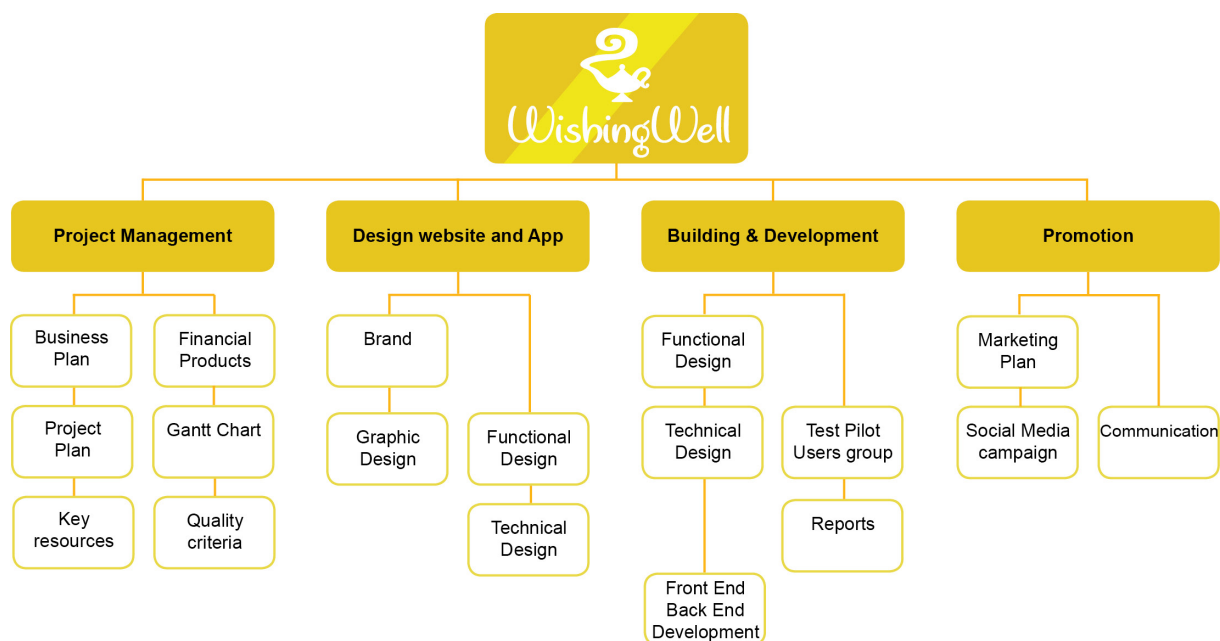 WishingWell
Project Management
Design website and App
Building & Development
Promotion
Business
Plan
Financial
Products
Project
Plan
Gantt Chart
Key
resources
Quality
criteria
Brand
Graphic
Design
Functional
Design
Technical
Design
Functional
Design
Technical
Design
Front End
Back End
Development
Test Pilot
Users group
Reports
Marketing
Plan
Social Media
campaign
Communication